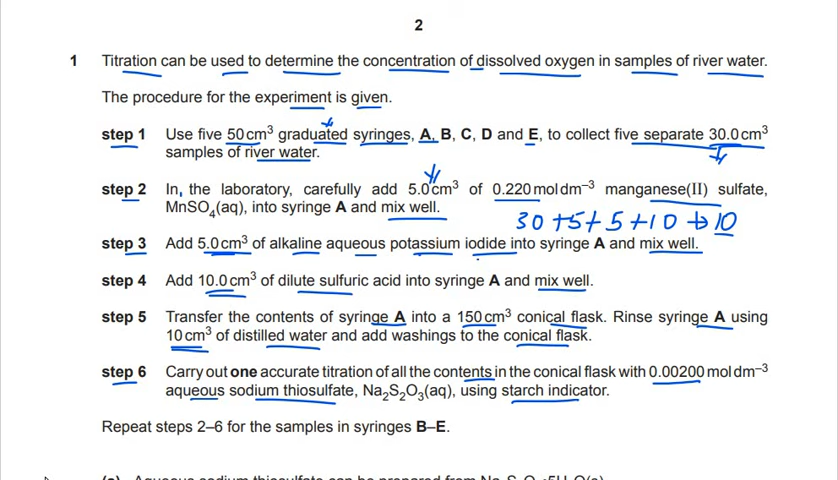 2
1 Titration can be used to determine the concentration of dissolved oxygen in samples of river water.
The procedure for the experiment is given.
step 1 Use five 50 cm³ graduated syringes, A, B, C, D and E, to collect five separate 30.0 cm³
samples of river water.
step 2 In, the laboratory, carefully add 5.0 cm³ of 0.220 mol dm⁻³ manganese(II) sulfate,
MnSO₄(aq), into syringe A and mix well.
30 + 5 + 5 + 10 → 10
step 3 Add 5.0 cm³ of alkaline aqueous potassium iodide into syringe A and mix well.
step 4 Add 10.0 cm³ of dilute sulfuric acid into syringe A and mix well.
step 5 Transfer the contents of syringe A into a 150 cm³ conical flask. Rinse syringe A using
10 cm³ of distilled water and add washings to the conical flask.
step 6 Carry out one accurate titration of all the contents in the conical flask with 0.00200 mol dm⁻³
aqueous sodium thiosulfate, Na₂S₂O₃(aq), using starch indicator.
Repeat steps 2–6 for the samples in syringes B–E.